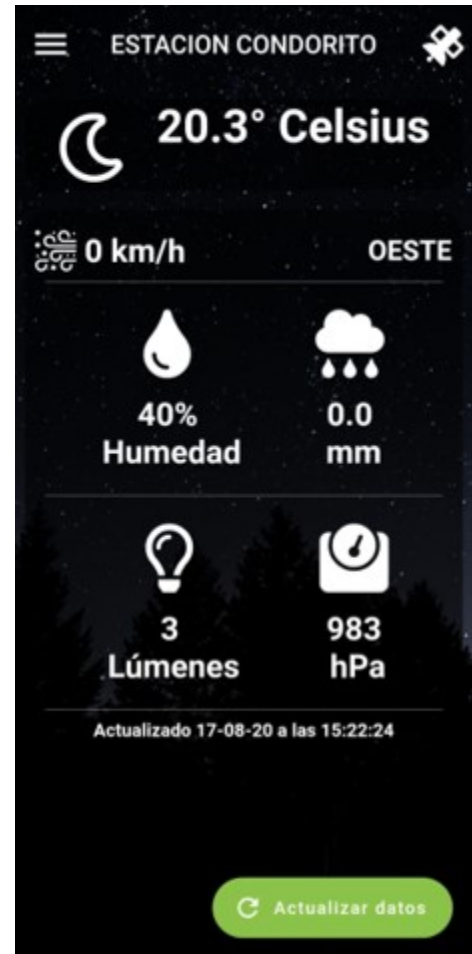 ESTACION CONDORITO
20.3° Celsius
0 km/h
OESTE
40%
Humedad
0.0
mm
3
Lúmenes
983
hPa
Actualizado 17-08-20 a las 15:22:24
Actualizar datos